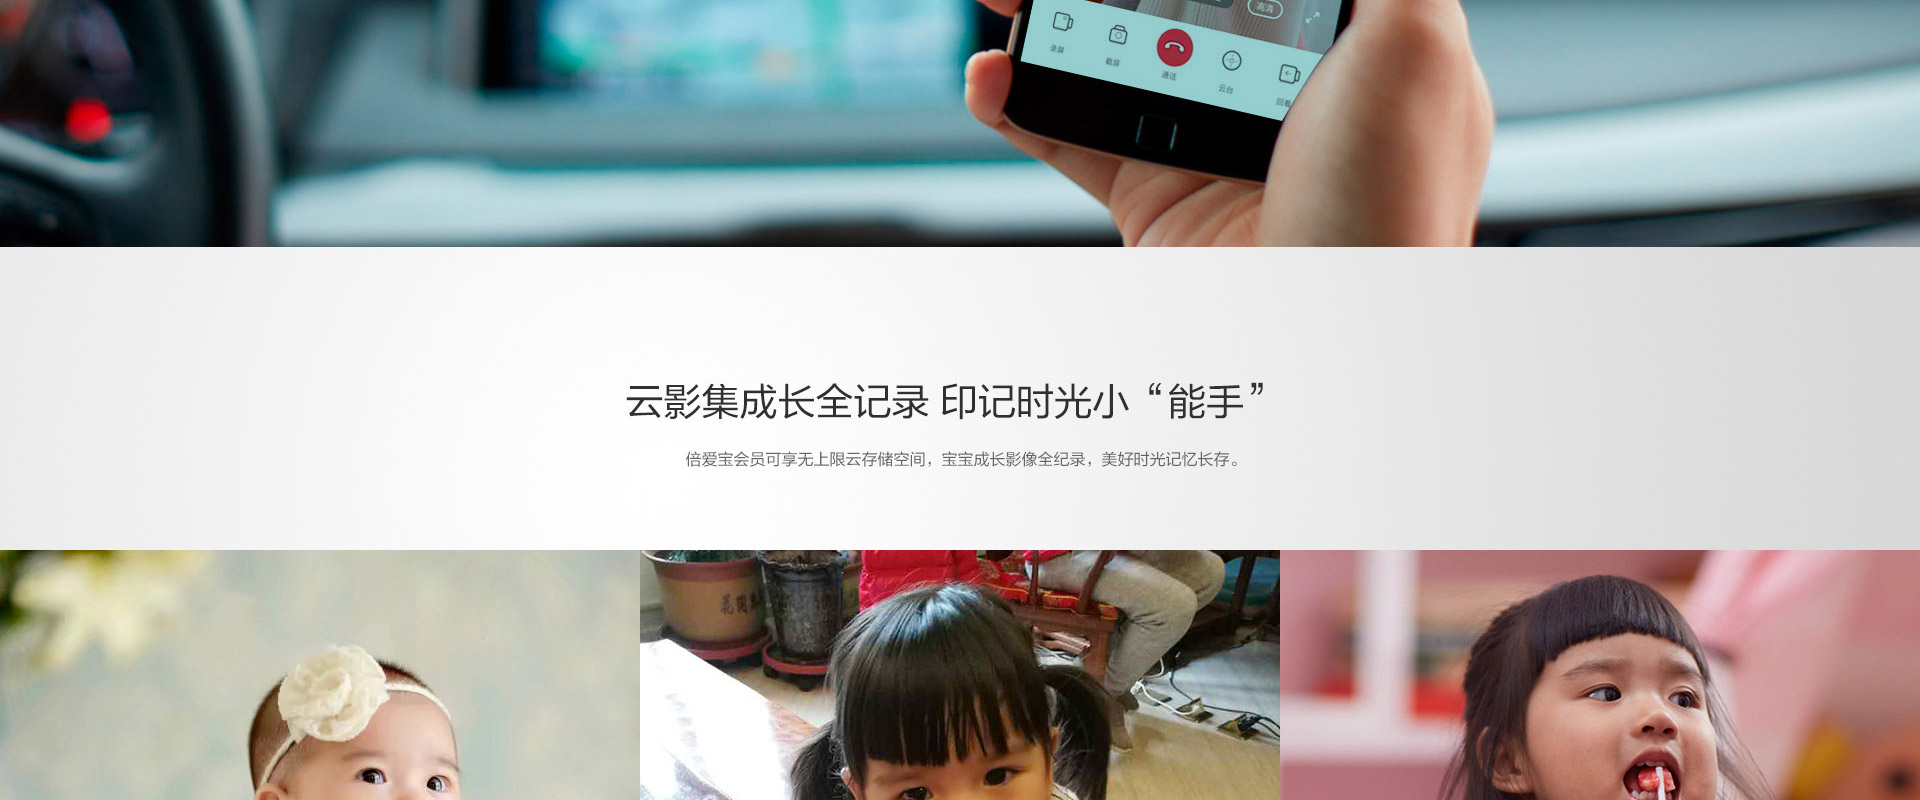 高清
录屏
截屏
通话
云台
回看
云影集成长全记录 印记时光小“能手”
倍爱宝会员可享无上限云存储空间，宝宝成长影像全纪录，美好时光记忆长存。